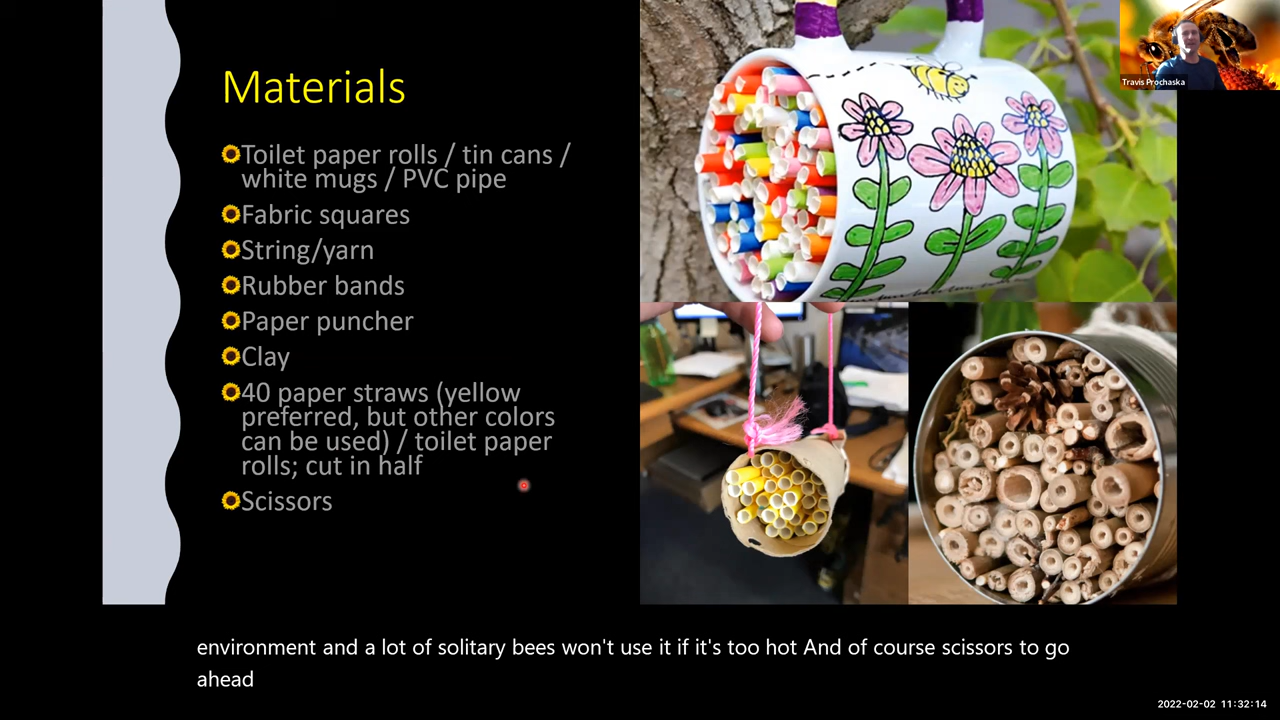 Materials
Toilet paper rolls / tin cans /
white mugs / PVC pipe
Fabric squares
String/yarn
Rubber bands
Paper puncher
Clay
40 paper straws (yellow
preferred, but other colors
can be used) / toilet paper
rolls; cut in half
Scissors
Travis Prochaska
environment and a lot of solitary bees won't use it if it's too hot And of course scissors to go
ahead
2022-02-02 11:32:14